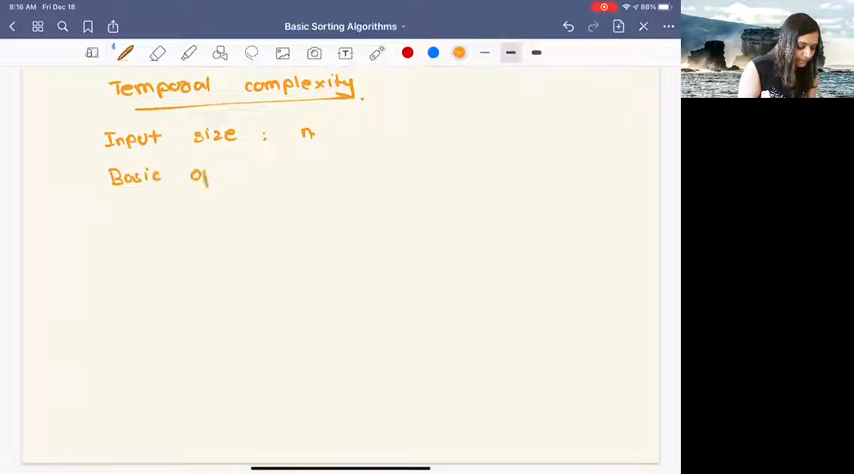 8:16 AM Fri Dec 18
88%
Basic Sorting Algorithms
Temporal complexity.
Input size : n
Basic op